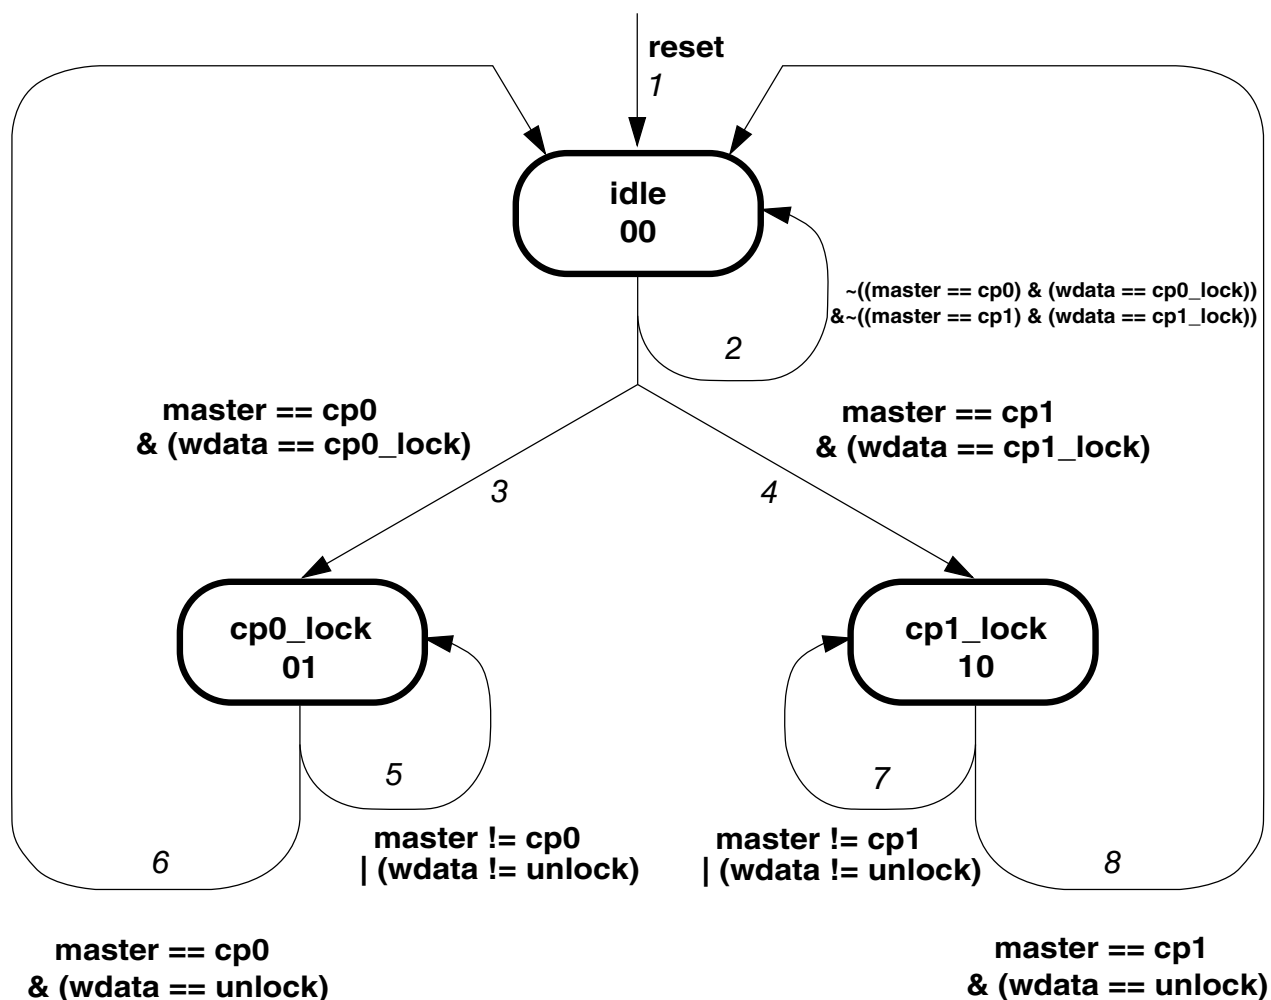 reset
1
idle
00
~((master == cp0) & (wdata == cp0_lock))
&~((master == cp1) & (wdata == cp1_lock))
2
master == cp0
& (wdata == cp0_lock)
master == cp1
& (wdata == cp1_lock)
3
4
cp0_lock
01
cp1_lock
10
5
7
master != cp0
| (wdata != unlock)
master != cp1
| (wdata != unlock)
6
8
master == cp0
& (wdata == unlock)
master == cp1
& (wdata == unlock)